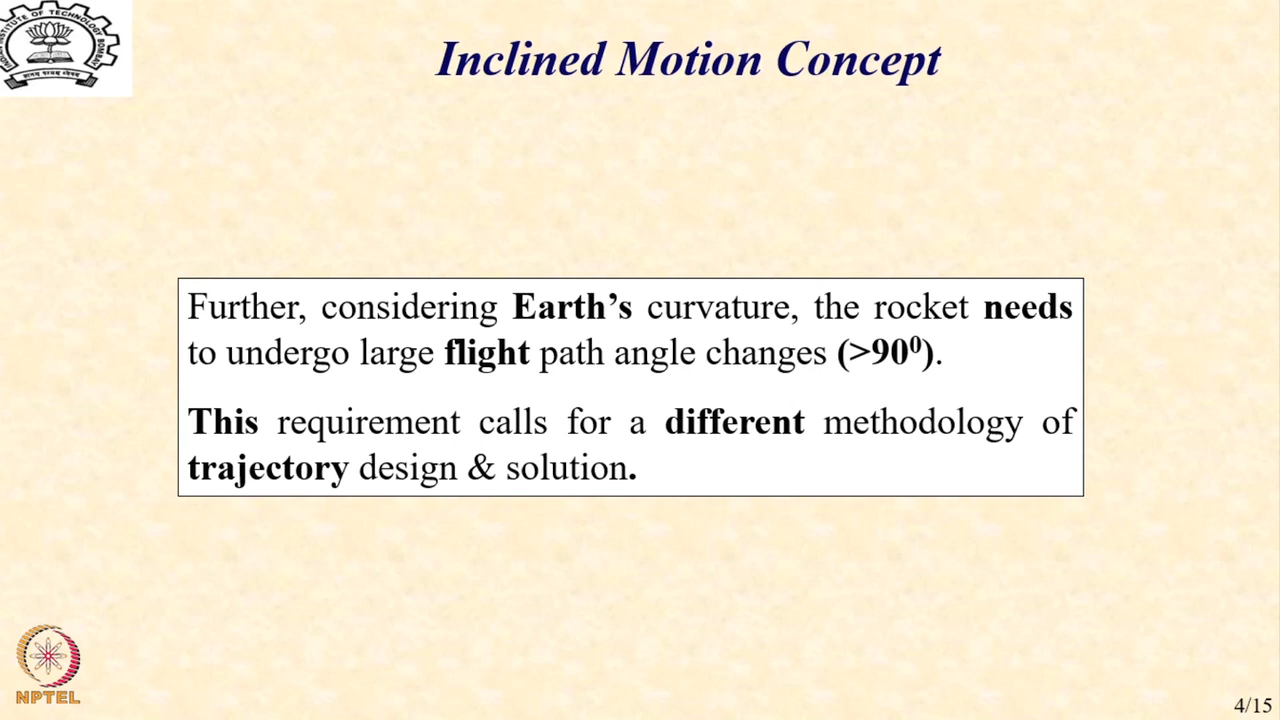 Inclined Motion Concept
Further, considering Earth’s curvature, the rocket needs
to undergo large flight path angle changes (>90⁰).
This requirement calls for a different methodology of
trajectory design & solution.
NPTEL
4/15